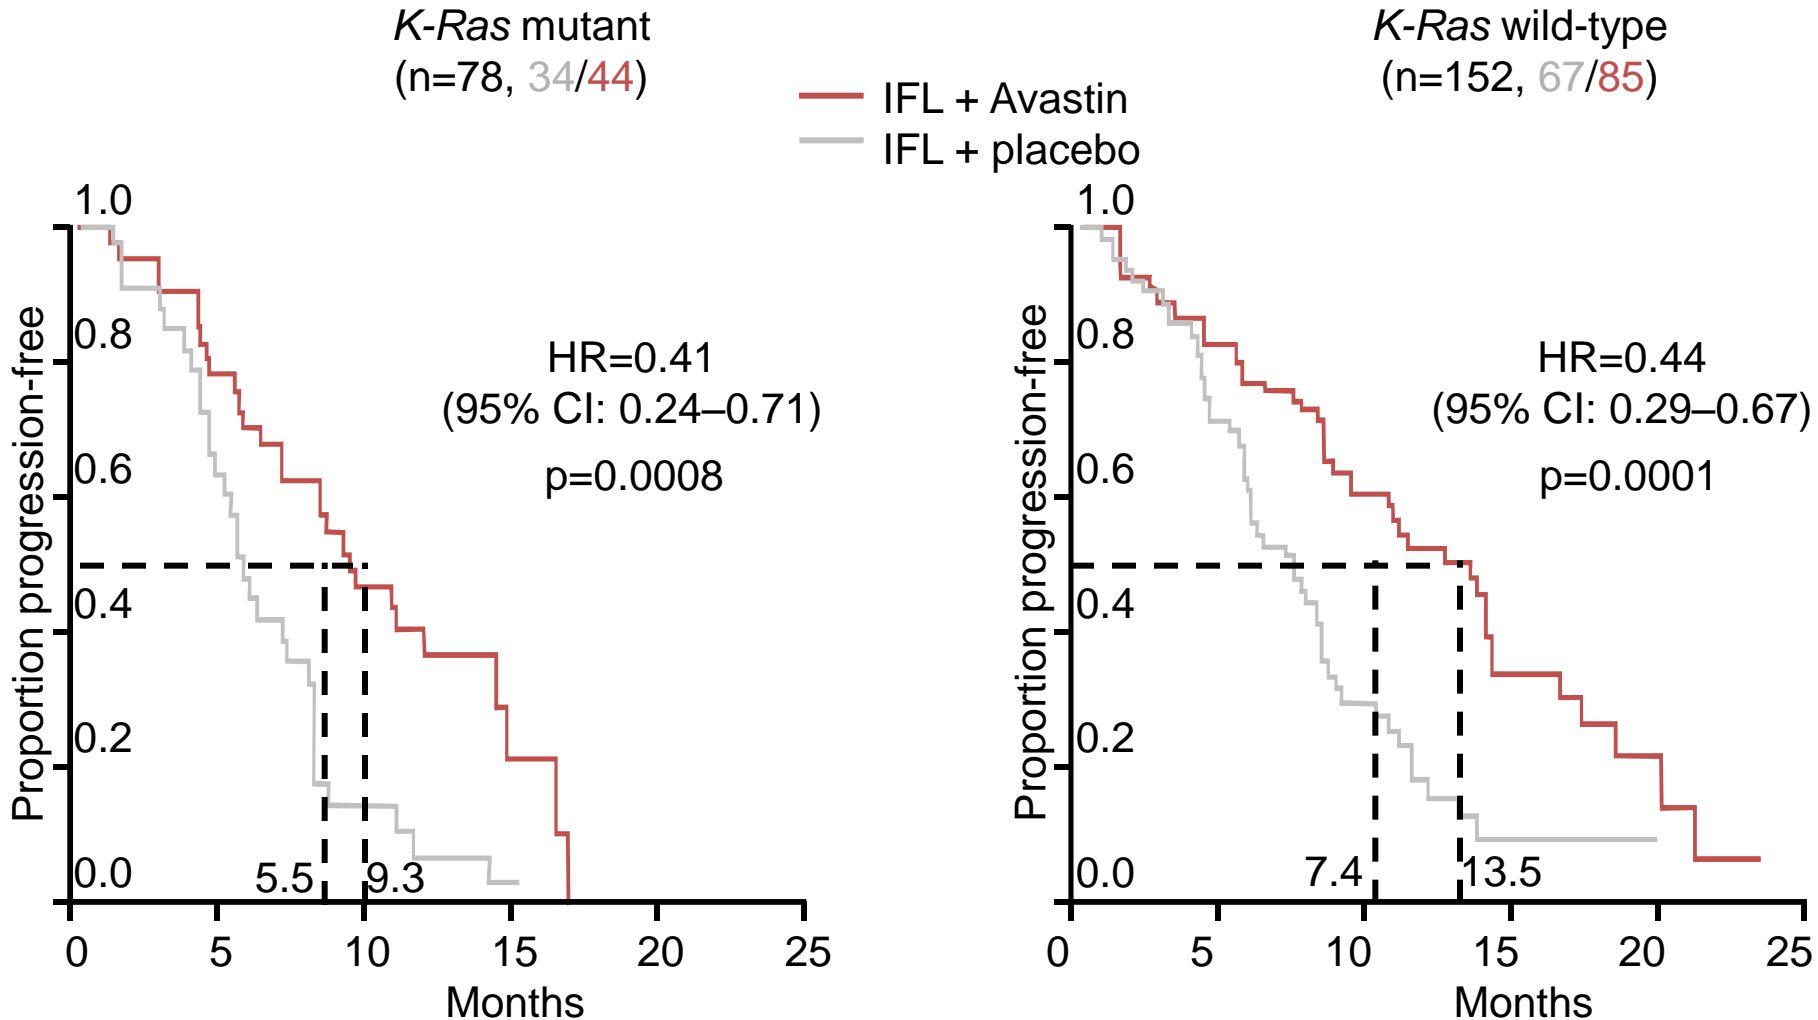 K-Ras mutant
(n=78, 34/44)
IFL + Avastin
IFL + placebo
K-Ras wild-type
(n=152, 67/85)
Proportion progression-free
1.0
0.8
0.6
0.4
0.2
0.0
HR=0.41
(95% CI: 0.24–0.71)
p=0.0008
5.5
9.3
0 5 10 15 20 25
Months
Proportion progression-free
1.0
0.8
0.6
0.4
0.2
0.0
HR=0.44
(95% CI: 0.29–0.67)
p=0.0001
7.4
13.5
0 5 10 15 20 25
Months